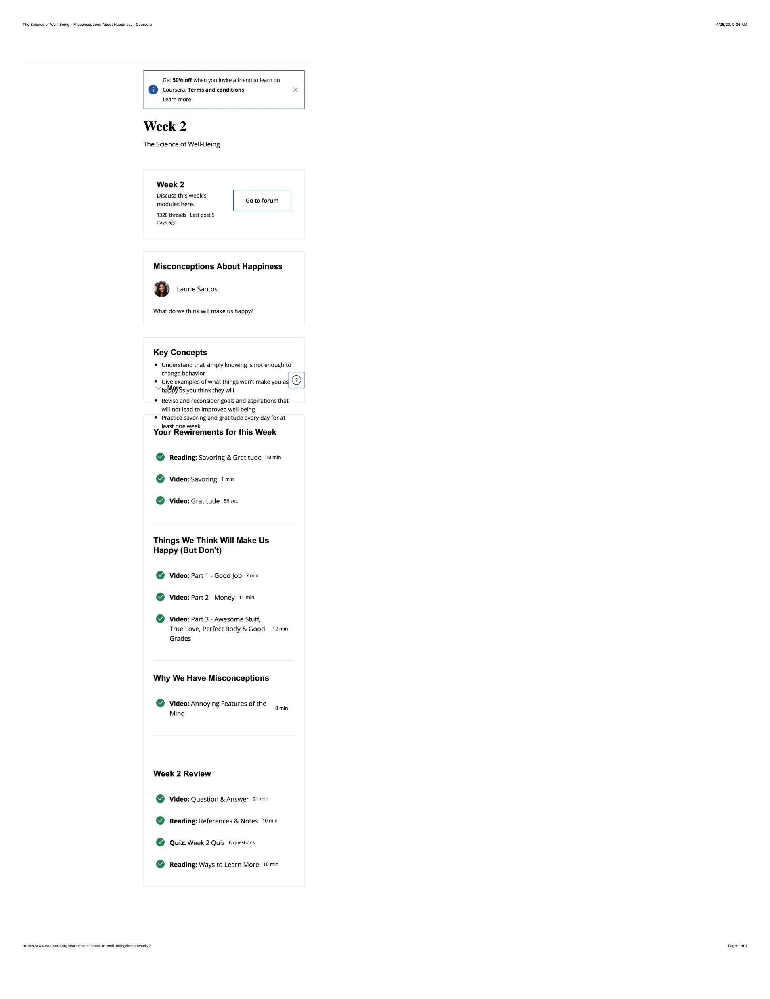 The Science of Well-Being - Misconceptions About Happiness | Coursera
4/25/20, 9:26 AM
Get 50% off when you invite a friend to learn on
Coursera. Terms and conditions
Learn more
Week 2
The Science of Well-Being
Week 2
Discuss this week's
modules here.
1328 threads · Last post 5
days ago
Go to forum
Misconceptions About Happiness
Laurie Santos
What do we think will make us happy?
Key Concepts
Understand that simply knowing is not enough to
change behavior
Give examples of what things won't make you as
happy as you think they will
More
?
Revise and reconsider goals and aspirations that
will not lead to improved well-being
Practice savoring and gratitude every day for at
least one week
Your Rewirements for this Week
Reading: Savoring & Gratitude 10 min
Video: Savoring 1 min
Video: Gratitude 56 sec
Things We Think Will Make Us
Happy (But Don't)
Video: Part 1 - Good Job 7 min
Video: Part 2 - Money 11 min
Video: Part 3 - Awesome Stuff,
True Love, Perfect Body & Good 12 min
Grades
Why We Have Misconceptions
Video: Annoying Features of the
Mind
8 min
Week 2 Review
Video: Question & Answer 21 min
Reading: References & Notes 10 min
Quiz: Week 2 Quiz 6 questions
Reading: Ways to Learn More 10 min
https://www.coursera.org/learn/the-science-of-well-being/home/week/2
Page 1 of 1